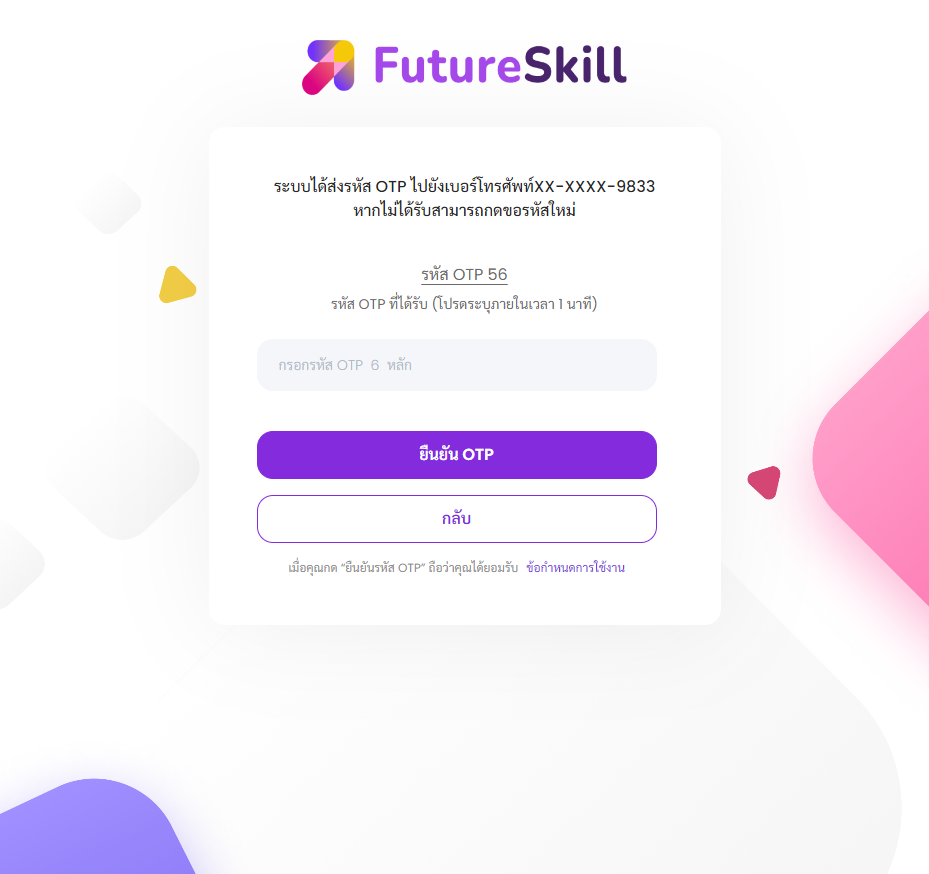 FutureSkill
ระบบได้ส่งรหัส OTP ไปยังเบอร์โทรศัพท์XX-XXXX-9833
หากไม่ได้รับสามารถกดขอรหัสใหม่
รหัส OTP 56
รหัส OTP ที่ได้รับ (โปรดระบุภายในเวลา 1 นาที)
กรอกรหัส OTP 6 หลัก
ยืนยัน OTP
กลับ
เมื่อคุณกด “ยืนยันรหัส OTP” ถือว่าคุณได้ยอมรับ ข้อกำหนดการใช้งาน